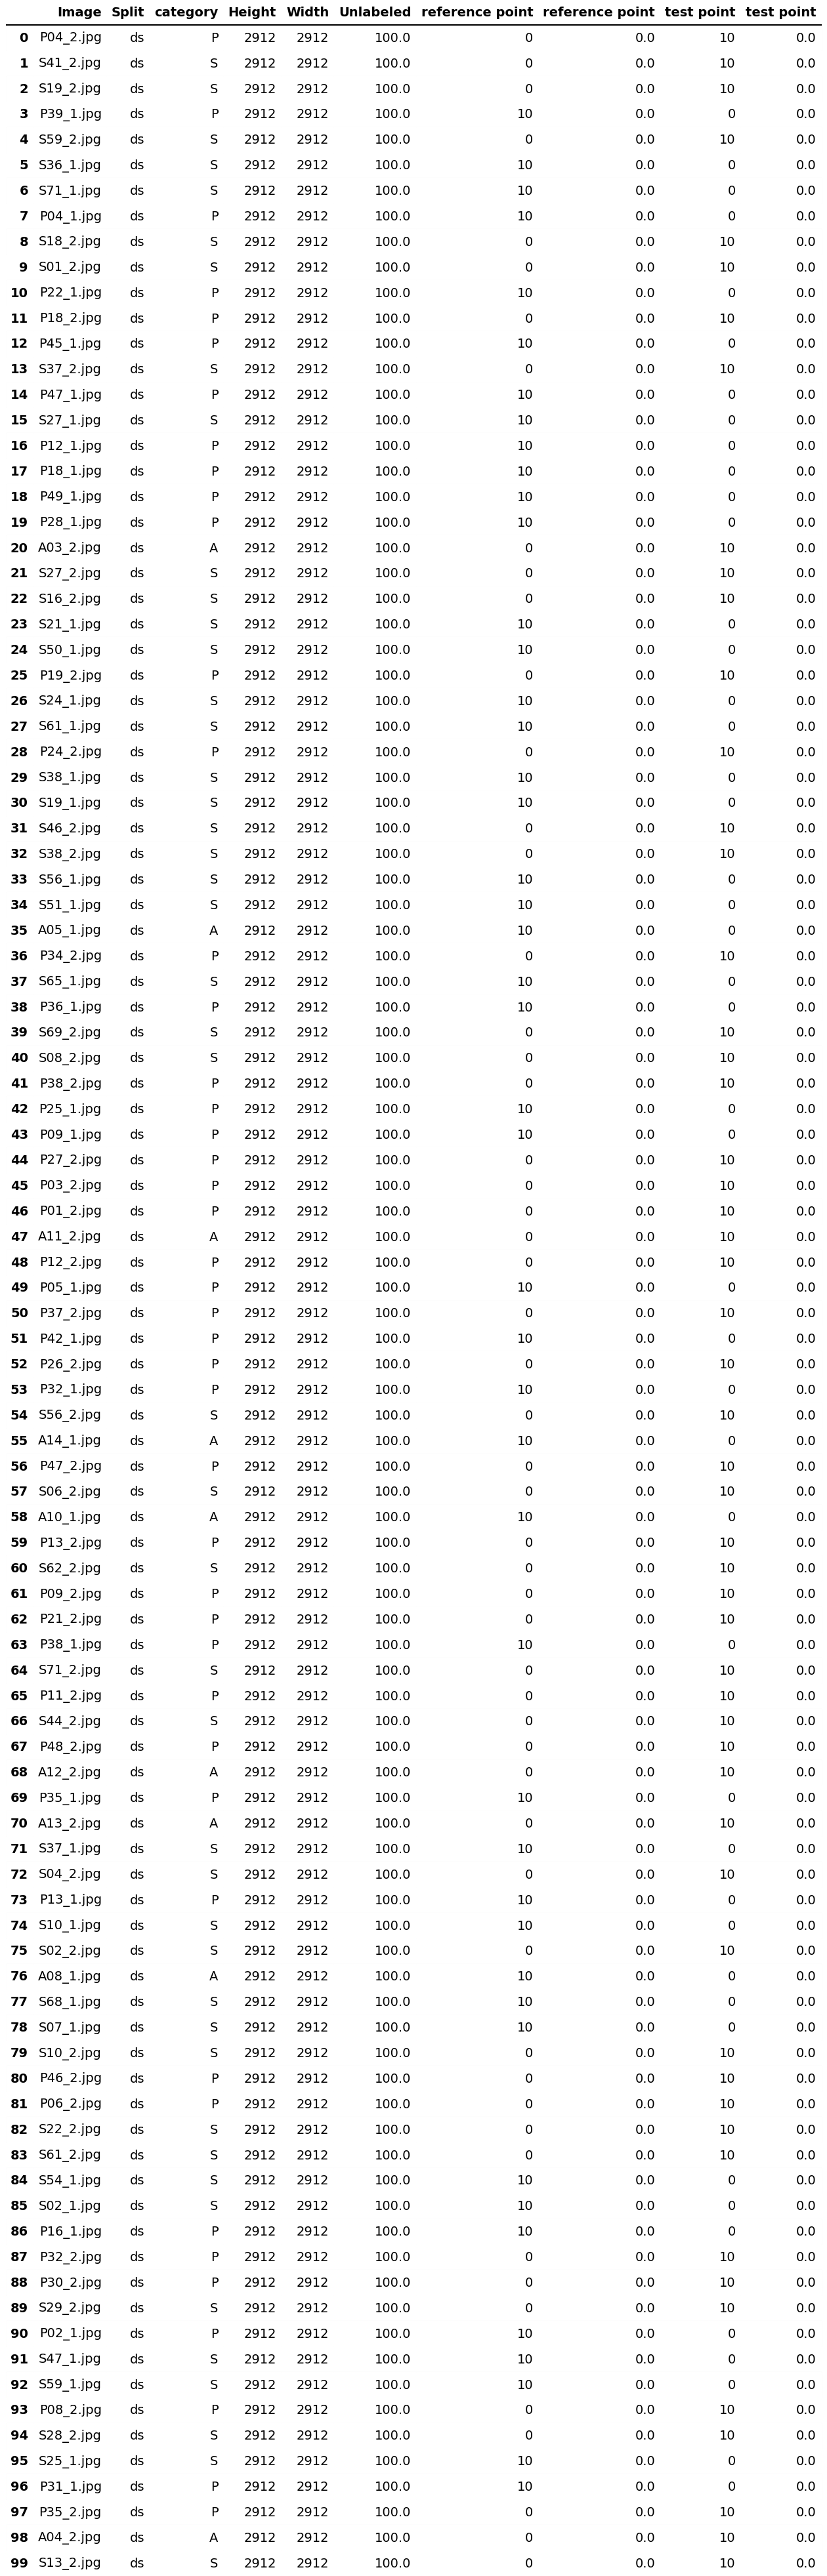 Image Split category Height Width Unlabeled reference point reference point test point test point
0 P04_2.jpg ds P 2912 2912 100.0 0 0.0 10 0.0
1 S41_2.jpg ds S 2912 2912 100.0 0 0.0 10 0.0
2 S19_2.jpg ds S 2912 2912 100.0 0 0.0 10 0.0
3 P39_1.jpg ds P 2912 2912 100.0 10 0.0 0 0.0
4 S59_2.jpg ds S 2912 2912 100.0 0 0.0 10 0.0
5 S36_1.jpg ds S 2912 2912 100.0 10 0.0 0 0.0
6 S71_1.jpg ds S 2912 2912 100.0 10 0.0 0 0.0
7 P04_1.jpg ds P 2912 2912 100.0 10 0.0 0 0.0
8 S18_2.jpg ds S 2912 2912 100.0 0 0.0 10 0.0
9 S01_2.jpg ds S 2912 2912 100.0 0 0.0 10 0.0
10 P22_1.jpg ds P 2912 2912 100.0 10 0.0 0 0.0
11 P18_2.jpg ds P 2912 2912 100.0 0 0.0 10 0.0
12 P45_1.jpg ds P 2912 2912 100.0 10 0.0 0 0.0
13 S37_2.jpg ds S 2912 2912 100.0 0 0.0 10 0.0
14 P47_1.jpg ds P 2912 2912 100.0 10 0.0 0 0.0
15 S27_1.jpg ds S 2912 2912 100.0 10 0.0 0 0.0
16 P12_1.jpg ds P 2912 2912 100.0 10 0.0 0 0.0
17 P18_1.jpg ds P 2912 2912 100.0 10 0.0 0 0.0
18 P49_1.jpg ds P 2912 2912 100.0 10 0.0 0 0.0
19 P28_1.jpg ds P 2912 2912 100.0 10 0.0 0 0.0
20 A03_2.jpg ds A 2912 2912 100.0 0 0.0 10 0.0
21 S27_2.jpg ds S 2912 2912 100.0 0 0.0 10 0.0
22 S16_2.jpg ds S 2912 2912 100.0 0 0.0 10 0.0
23 S21_1.jpg ds S 2912 2912 100.0 10 0.0 0 0.0
24 S50_1.jpg ds S 2912 2912 100.0 10 0.0 0 0.0
25 P19_2.jpg ds P 2912 2912 100.0 0 0.0 10 0.0
26 S24_1.jpg ds S 2912 2912 100.0 10 0.0 0 0.0
27 S61_1.jpg ds S 2912 2912 100.0 10 0.0 0 0.0
28 P24_2.jpg ds P 2912 2912 100.0 0 0.0 10 0.0
29 S38_1.jpg ds S 2912 2912 100.0 10 0.0 0 0.0
30 S19_1.jpg ds S 2912 2912 100.0 10 0.0 0 0.0
31 S46_2.jpg ds S 2912 2912 100.0 0 0.0 10 0.0
32 S38_2.jpg ds S 2912 2912 100.0 0 0.0 10 0.0
33 S56_1.jpg ds S 2912 2912 100.0 10 0.0 0 0.0
34 S51_1.jpg ds S 2912 2912 100.0 10 0.0 0 0.0
35 A05_1.jpg ds A 2912 2912 100.0 10 0.0 0 0.0
36 P34_2.jpg ds P 2912 2912 100.0 0 0.0 10 0.0
37 S65_1.jpg ds S 2912 2912 100.0 10 0.0 0 0.0
38 P36_1.jpg ds P 2912 2912 100.0 10 0.0 0 0.0
39 S69_2.jpg ds S 2912 2912 100.0 0 0.0 10 0.0
40 S08_2.jpg ds S 2912 2912 100.0 0 0.0 10 0.0
41 P38_2.jpg ds P 2912 2912 100.0 0 0.0 10 0.0
42 P25_1.jpg ds P 2912 2912 100.0 10 0.0 0 0.0
43 P09_1.jpg ds P 2912 2912 100.0 10 0.0 0 0.0
44 P27_2.jpg ds P 2912 2912 100.0 0 0.0 10 0.0
45 P03_2.jpg ds P 2912 2912 100.0 0 0.0 10 0.0
46 P01_2.jpg ds P 2912 2912 100.0 0 0.0 10 0.0
47 A11_2.jpg ds A 2912 2912 100.0 0 0.0 10 0.0
48 P12_2.jpg ds P 2912 2912 100.0 0 0.0 10 0.0
49 P05_1.jpg ds P 2912 2912 100.0 10 0.0 0 0.0
50 P37_2.jpg ds P 2912 2912 100.0 0 0.0 10 0.0
51 P42_1.jpg ds P 2912 2912 100.0 10 0.0 0 0.0
52 P26_2.jpg ds P 2912 2912 100.0 0 0.0 10 0.0
53 P32_1.jpg ds P 2912 2912 100.0 10 0.0 0 0.0
54 S56_2.jpg ds S 2912 2912 100.0 0 0.0 10 0.0
55 A14_1.jpg ds A 2912 2912 100.0 10 0.0 0 0.0
56 P47_2.jpg ds P 2912 2912 100.0 0 0.0 10 0.0
57 S06_2.jpg ds S 2912 2912 100.0 0 0.0 10 0.0
58 A10_1.jpg ds A 2912 2912 100.0 10 0.0 0 0.0
59 P13_2.jpg ds P 2912 2912 100.0 0 0.0 10 0.0
60 S62_2.jpg ds S 2912 2912 100.0 0 0.0 10 0.0
61 P09_2.jpg ds P 2912 2912 100.0 0 0.0 10 0.0
62 P21_2.jpg ds P 2912 2912 100.0 0 0.0 10 0.0
63 P38_1.jpg ds P 2912 2912 100.0 10 0.0 0 0.0
64 S71_2.jpg ds S 2912 2912 100.0 0 0.0 10 0.0
65 P11_2.jpg ds P 2912 2912 100.0 0 0.0 10 0.0
66 S44_2.jpg ds S 2912 2912 100.0 0 0.0 10 0.0
67 P48_2.jpg ds P 2912 2912 100.0 0 0.0 10 0.0
68 A12_2.jpg ds A 2912 2912 100.0 0 0.0 10 0.0
69 P35_1.jpg ds P 2912 2912 100.0 10 0.0 0 0.0
70 A13_2.jpg ds A 2912 2912 100.0 0 0.0 10 0.0
71 S37_1.jpg ds S 2912 2912 100.0 10 0.0 0 0.0
72 S04_2.jpg ds S 2912 2912 100.0 0 0.0 10 0.0
73 P13_1.jpg ds P 2912 2912 100.0 10 0.0 0 0.0
74 S10_1.jpg ds S 2912 2912 100.0 10 0.0 0 0.0
75 S02_2.jpg ds S 2912 2912 100.0 0 0.0 10 0.0
76 A08_1.jpg ds A 2912 2912 100.0 10 0.0 0 0.0
77 S68_1.jpg ds S 2912 2912 100.0 10 0.0 0 0.0
78 S07_1.jpg ds S 2912 2912 100.0 10 0.0 0 0.0
79 S10_2.jpg ds S 2912 2912 100.0 0 0.0 10 0.0
80 P46_2.jpg ds P 2912 2912 100.0 0 0.0 10 0.0
81 P06_2.jpg ds P 2912 2912 100.0 0 0.0 10 0.0
82 S22_2.jpg ds S 2912 2912 100.0 0 0.0 10 0.0
83 S61_2.jpg ds S 2912 2912 100.0 0 0.0 10 0.0
84 S54_1.jpg ds S 2912 2912 100.0 10 0.0 0 0.0
85 S02_1.jpg ds S 2912 2912 100.0 10 0.0 0 0.0
86 P16_1.jpg ds P 2912 2912 100.0 10 0.0 0 0.0
87 P32_2.jpg ds P 2912 2912 100.0 0 0.0 10 0.0
88 P30_2.jpg ds P 2912 2912 100.0 0 0.0 10 0.0
89 S29_2.jpg ds S 2912 2912 100.0 0 0.0 10 0.0
90 P02_1.jpg ds P 2912 2912 100.0 10 0.0 0 0.0
91 S47_1.jpg ds S 2912 2912 100.0 10 0.0 0 0.0
92 S59_1.jpg ds S 2912 2912 100.0 10 0.0 0 0.0
93 P08_2.jpg ds P 2912 2912 100.0 0 0.0 10 0.0
94 S28_2.jpg ds S 2912 2912 100.0 0 0.0 10 0.0
95 S25_1.jpg ds S 2912 2912 100.0 10 0.0 0 0.0
96 P31_1.jpg ds P 2912 2912 100.0 10 0.0 0 0.0
97 P35_2.jpg ds P 2912 2912 100.0 0 0.0 10 0.0
98 A04_2.jpg ds A 2912 2912 100.0 0 0.0 10 0.0
99 S13_2.jpg ds S 2912 2912 100.0 0 0.0 10 0.0